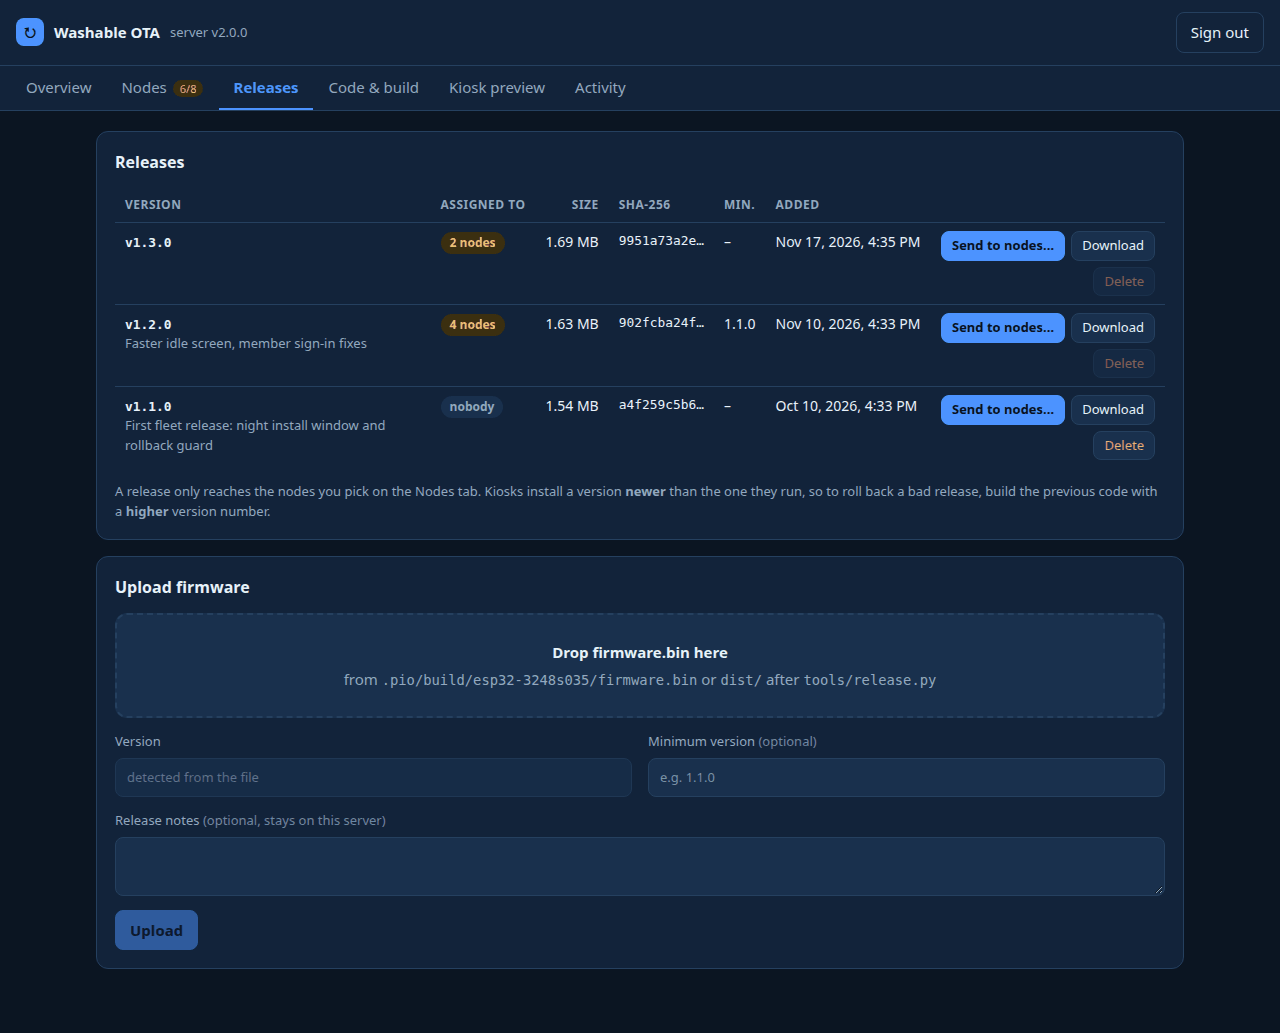 Washable OTA server v2.0.0 Sign out
Overview Nodes 6/8 Releases Code & build Kiosk preview Activity
Releases
VERSION ASSIGNED TO SIZE SHA-256 MIN. ADDED
v1.3.0 2 nodes 1.69 MB 9951a73a2e… – Nov 17, 2026, 4:35 PM Send to nodes… Download
Delete
v1.2.0 4 nodes 1.63 MB 902fcba24f… 1.1.0 Nov 10, 2026, 4:33 PM Send to nodes… Download
Faster idle screen, member sign-in fixes
Delete
v1.1.0 nobody 1.54 MB a4f259c5b6… – Oct 10, 2026, 4:33 PM Send to nodes… Download
First fleet release: night install window and
rollback guard
Delete
A release only reaches the nodes you pick on the Nodes tab. Kiosks install a version newer than the one they run, so to roll back a bad release, build the previous code with
a higher version number.
Upload firmware
Drop firmware.bin here
from .pio/build/esp32-3248s035/firmware.bin or dist/ after tools/release.py
Version Minimum version (optional)
detected from the file e.g. 1.1.0
Release notes (optional, stays on this server)
Upload